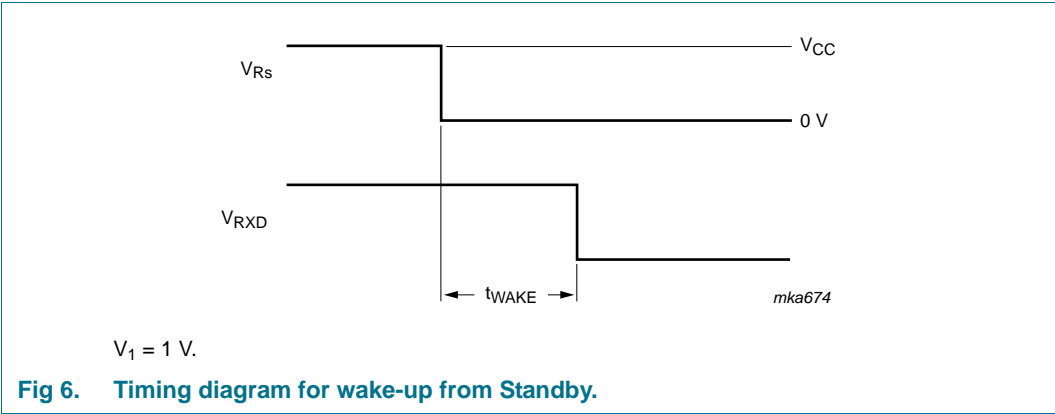 V_CC
V_Rs
0 V
V_RXD
t_WAKE
mka674
V_1 = 1 V.
Fig 6. Timing diagram for wake-up from Standby.